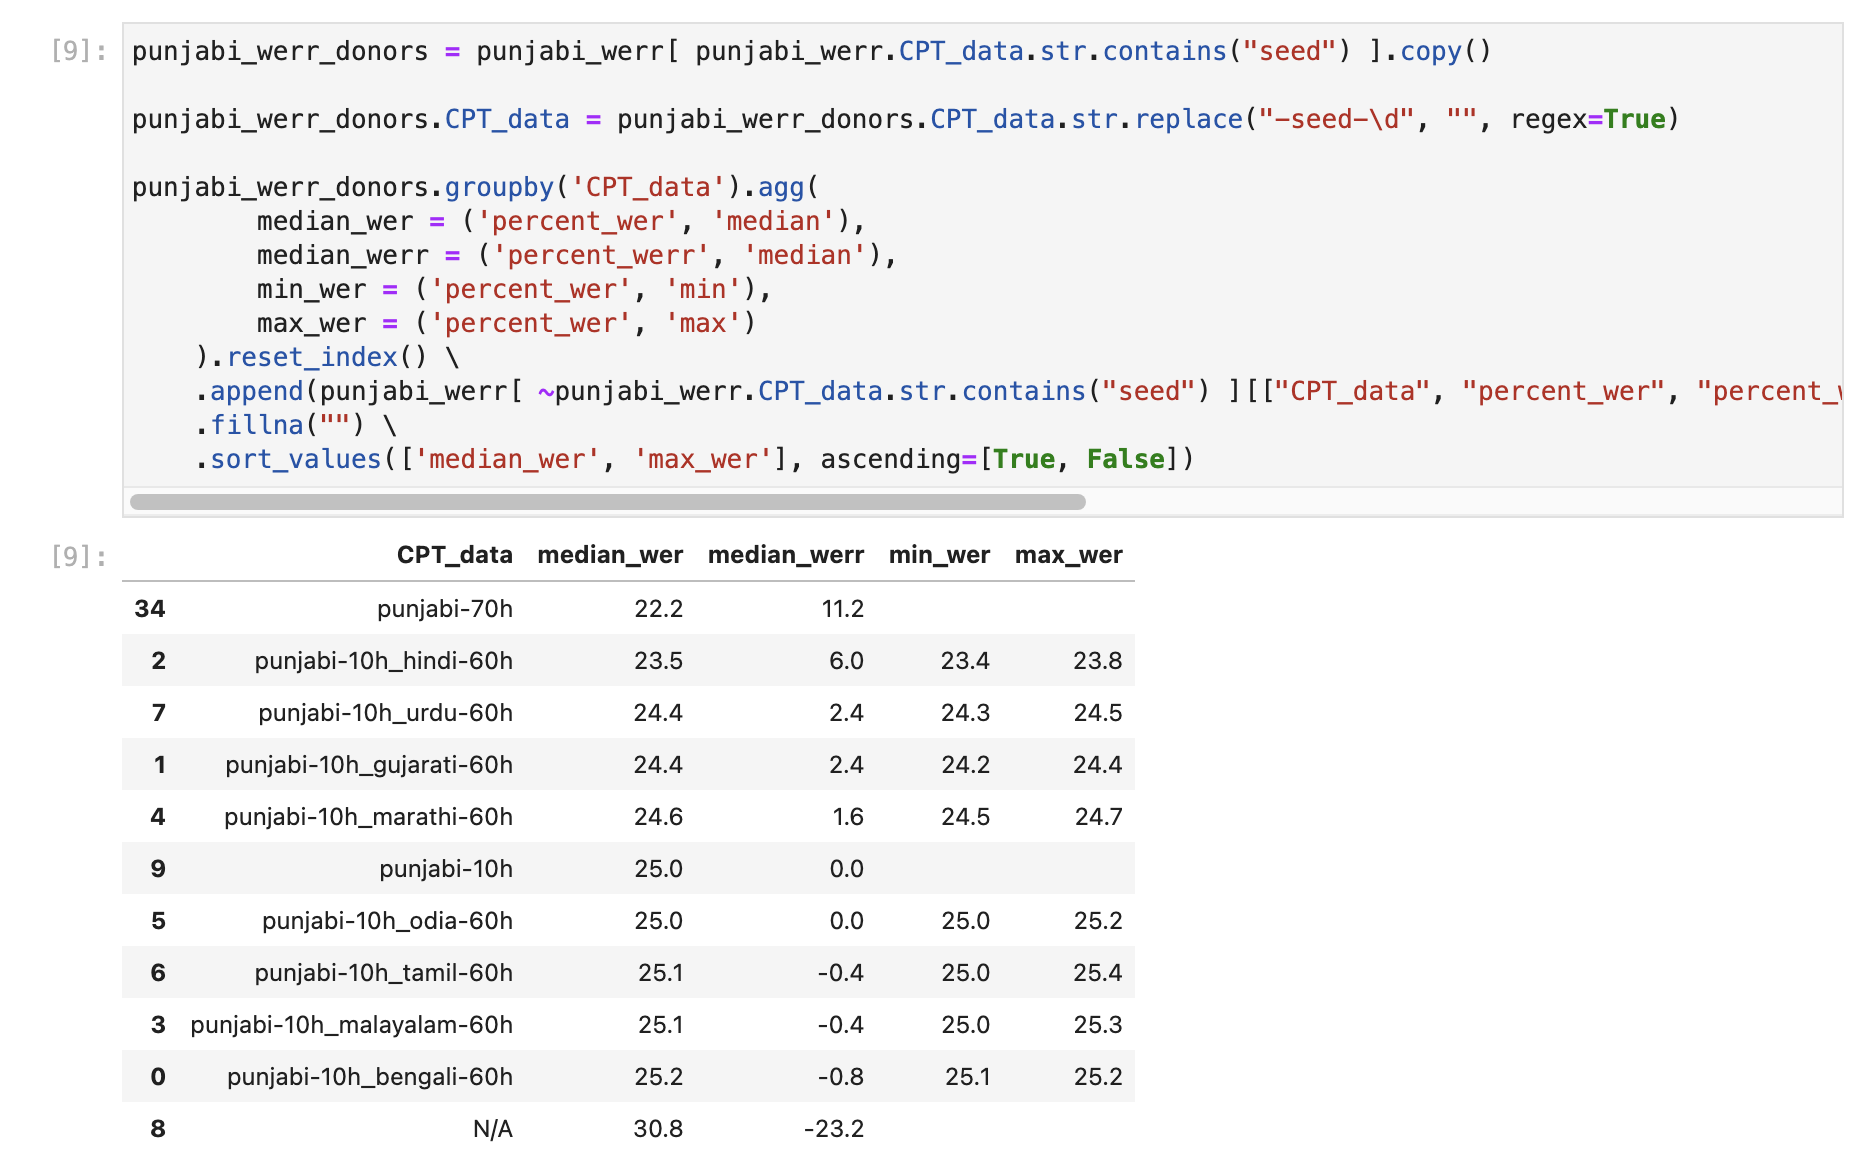 [9]: punjabi_werr_donors = punjabi_werr[ punjabi_werr.CPT_data.str.contains("seed") ].copy()
punjabi_werr_donors.CPT_data = punjabi_werr_donors.CPT_data.str.replace("-seed-\d", "", regex=True)
punjabi_werr_donors.groupby('CPT_data').agg(
median_wer = ('percent_wer', 'median'),
median_werr = ('percent_werr', 'median'),
min_wer = ('percent_wer', 'min'),
max_wer = ('percent_wer', 'max')
).reset_index() \
.append(punjabi_werr[ ~punjabi_werr.CPT_data.str.contains("seed") ][["CPT_data", "percent_wer", "percent_
.fillna("") \
.sort_values(['median_wer', 'max_wer'], ascending=[True, False])
[9]: CPT_data median_wer median_werr min_wer max_wer
34 punjabi-70h 22.2 11.2
2 punjabi-10h_hindi-60h 23.5 6.0 23.4 23.8
7 punjabi-10h_urdu-60h 24.4 2.4 24.3 24.5
1 punjabi-10h_gujarati-60h 24.4 2.4 24.2 24.4
4 punjabi-10h_marathi-60h 24.6 1.6 24.5 24.7
9 punjabi-10h 25.0 0.0
5 punjabi-10h_odia-60h 25.0 0.0 25.0 25.2
6 punjabi-10h_tamil-60h 25.1 -0.4 25.0 25.4
3 punjabi-10h_malayalam-60h 25.1 -0.4 25.0 25.3
0 punjabi-10h_bengali-60h 25.2 -0.8 25.1 25.2
8 N/A 30.8 -23.2